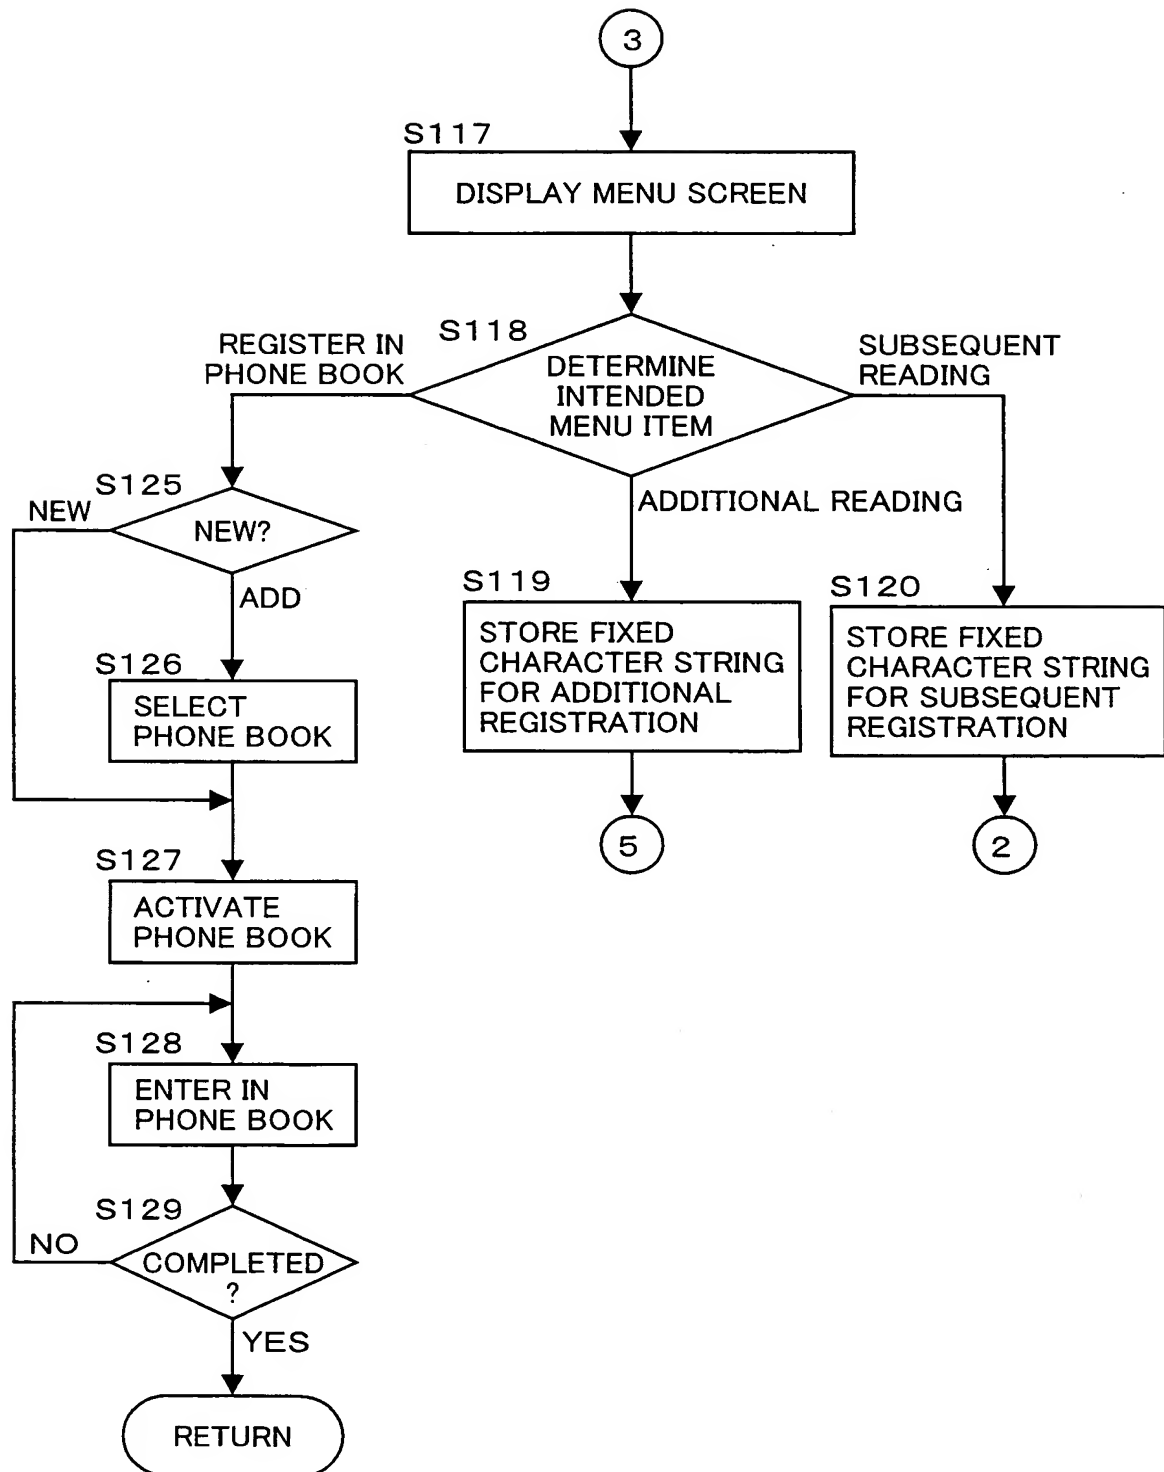 3
S117
DISPLAY MENU SCREEN
S118
DETERMINE
INTENDED
MENU ITEM
REGISTER IN
PHONE BOOK
SUBSEQUENT
READING
ADDITIONAL READING
S125
NEW
NEW?
ADD
S126
SELECT
PHONE BOOK
S127
ACTIVATE
PHONE BOOK
S128
ENTER IN
PHONE BOOK
S129
NO
COMPLETED
?
YES
RETURN
S119
STORE FIXED
CHARACTER STRING
FOR ADDITIONAL
REGISTRATION
5
S120
STORE FIXED
CHARACTER STRING
FOR SUBSEQUENT
REGISTRATION
2